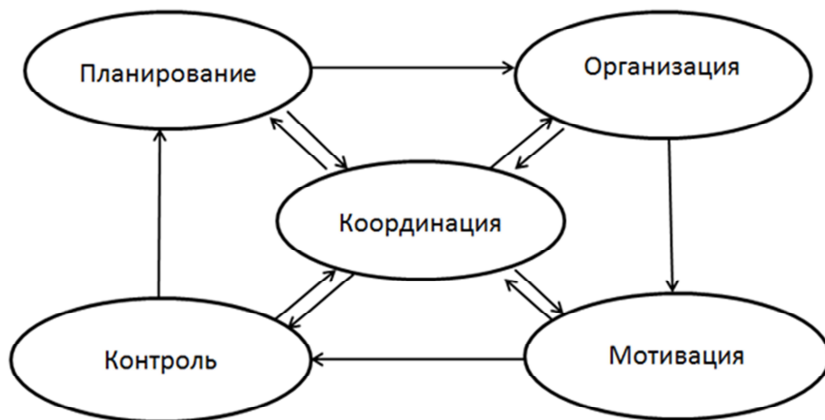 Планирование
Организация
Координация
Контроль
Мотивация